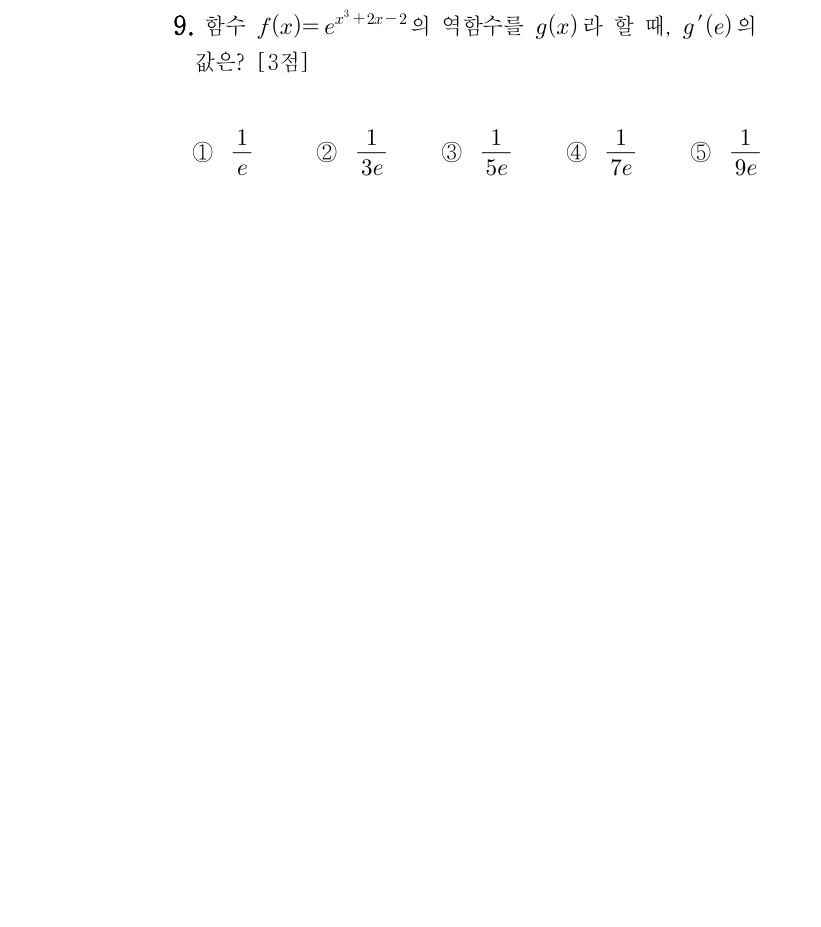 9. 함수 f(x)=e^{x^3+2x-2}의 역함수를 g(x)라 할 때, g′(e)의
값은? [3점]
① \frac{1}{e} ② \frac{1}{3e} ③ \frac{1}{5e} ④ \frac{1}{7e} ⑤ \frac{1}{9e}